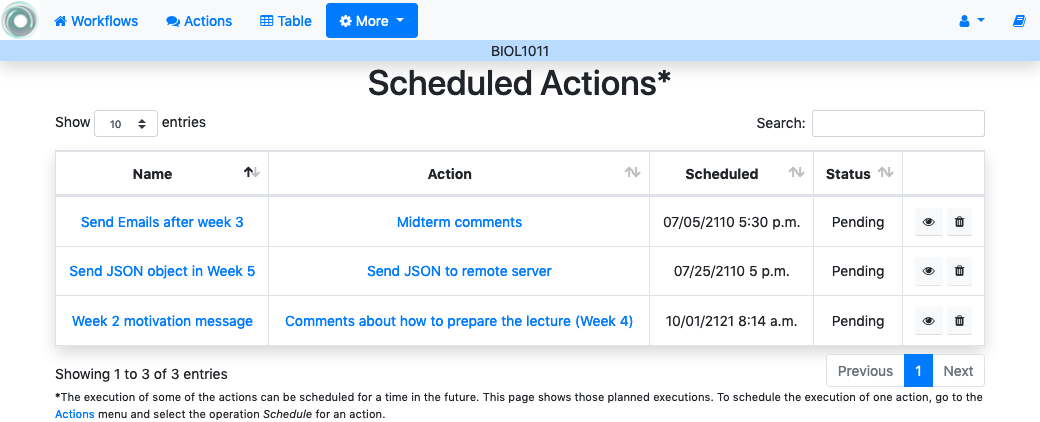 Workflows Actions Table More
BIOL1011
Scheduled Actions*
Show 10 entries Search:
Name Action Scheduled Status
Send Emails after week 3 Midterm comments 07/05/2110 5:30 p.m. Pending
Send JSON object in Week 5 Send JSON to remote server 07/25/2110 5 p.m. Pending
Week 2 motivation message Comments about how to prepare the lecture (Week 4) 10/01/2121 8:14 a.m. Pending
Showing 1 to 3 of 3 entries Previous 1 Next
*The execution of some of the actions can be scheduled for a time in the future. This page shows those planned executions. To schedule the execution of one action, go to the
Actions menu and select the operation Schedule for an action.